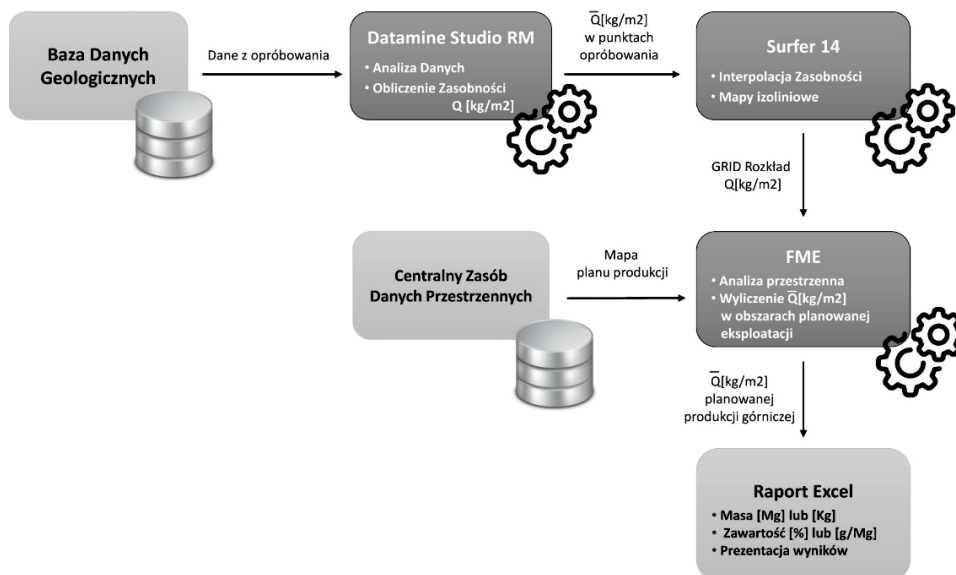 Baza Danych
Geologicznych
Dane z opróbowania
Datamine Studio RM
• Analiza Danych
• Obliczenie Zasobności
Q [kg/m2]
Q̅[kg/m2]
w punktach
opróbowania
Surfer 14
• Interpolacja Zasobności
• Mapy izoliniowe
GRID Rozkład
Q[kg/m2]
Centralny Zasób
Danych Przestrzennych
Mapa
planu produkcji
FME
• Analiza przestrzenna
• Wyliczenie Q̅[kg/m2]
w obszarach planowanej
eksploatacji
Q̅[kg/m2]
planowanej
produkcji górniczej
Raport Excel
• Masa [Mg] lub [Kg]
• Zawartość [%] lub [g/Mg]
• Prezentacja wyników